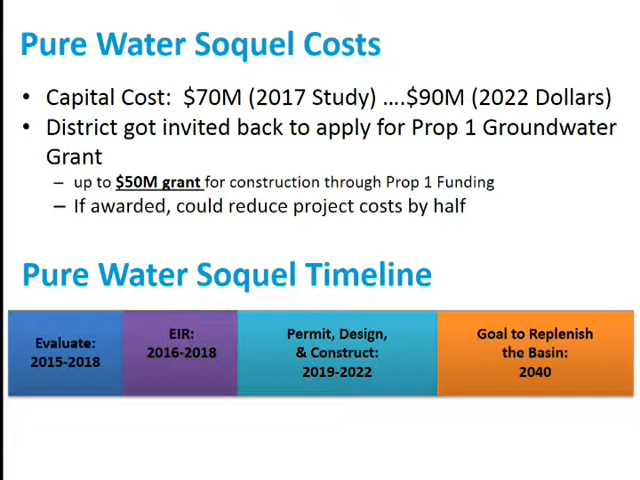 Pure Water Soquel Costs
• Capital Cost: $70M (2017 Study) ....$90M (2022 Dollars)
• District got invited back to apply for Prop 1 Groundwater
Grant
– up to $50M grant for construction through Prop 1 Funding
– If awarded, could reduce project costs by half
Pure Water Soquel Timeline
Evaluate:
2015-2018
EIR:
2016-2018
Permit, Design,
& Construct:
2019-2022
Goal to Replenish
the Basin:
2040